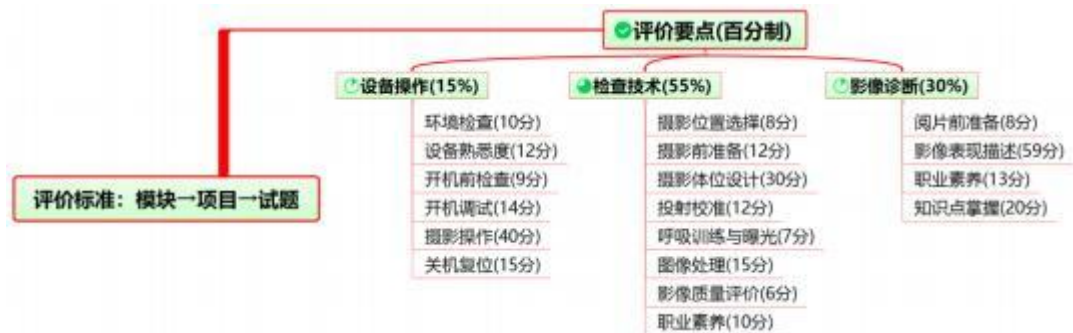 评价要点(百分制)
设备操作(15%)
环境检查(10分)
设备熟悉度(12分)
开机前检查(9分)
开机调试(14分)
摄影操作(40分)
关机复位(15分)
检查技术(55%)
摄影位置选择(8分)
摄影前准备(12分)
摄影体位设计(30分)
投射校准(12分)
呼吸训练与曝光(7分)
图像处理(15分)
影像质量评价(6分)
职业素养(10分)
影像诊断(30%)
阅片前准备(8分)
影像表现描述(59分)
职业素养(13分)
知识点掌握(20分)
评价标准：模块→项目→试题